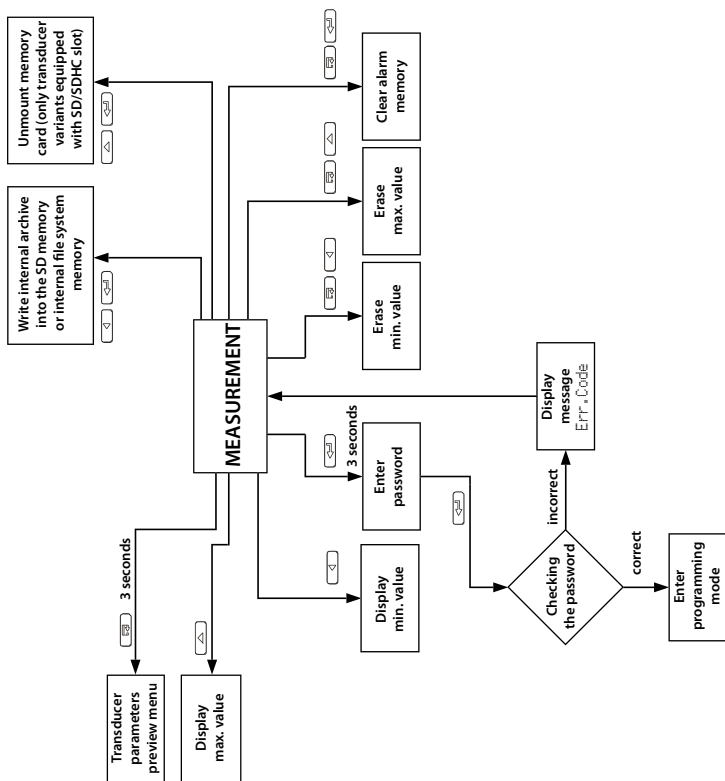 Unmount memory
card (only transducer
variants equipped
with SD/SDHC slot)
Write internal archive
into the SD memory
or internal file system
memory
Clear alarm
memory
Erase
max. value
Erase
min. value
MEASUREMENT
3 seconds
Enter
password
Display
message
Err.Code
incorrect
Checking
the password
correct
Enter
programming
mode
Display
min. value
3 seconds
Transducer
parameters
preview menu
Display
max. value